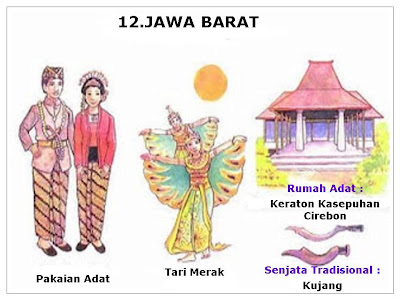 12.JAWA BARAT
Rumah Adat :
Keraton Kasepuhan
Cirebon
Senjata Tradisional :
Kujang
Tari Merak
Pakaian Adat